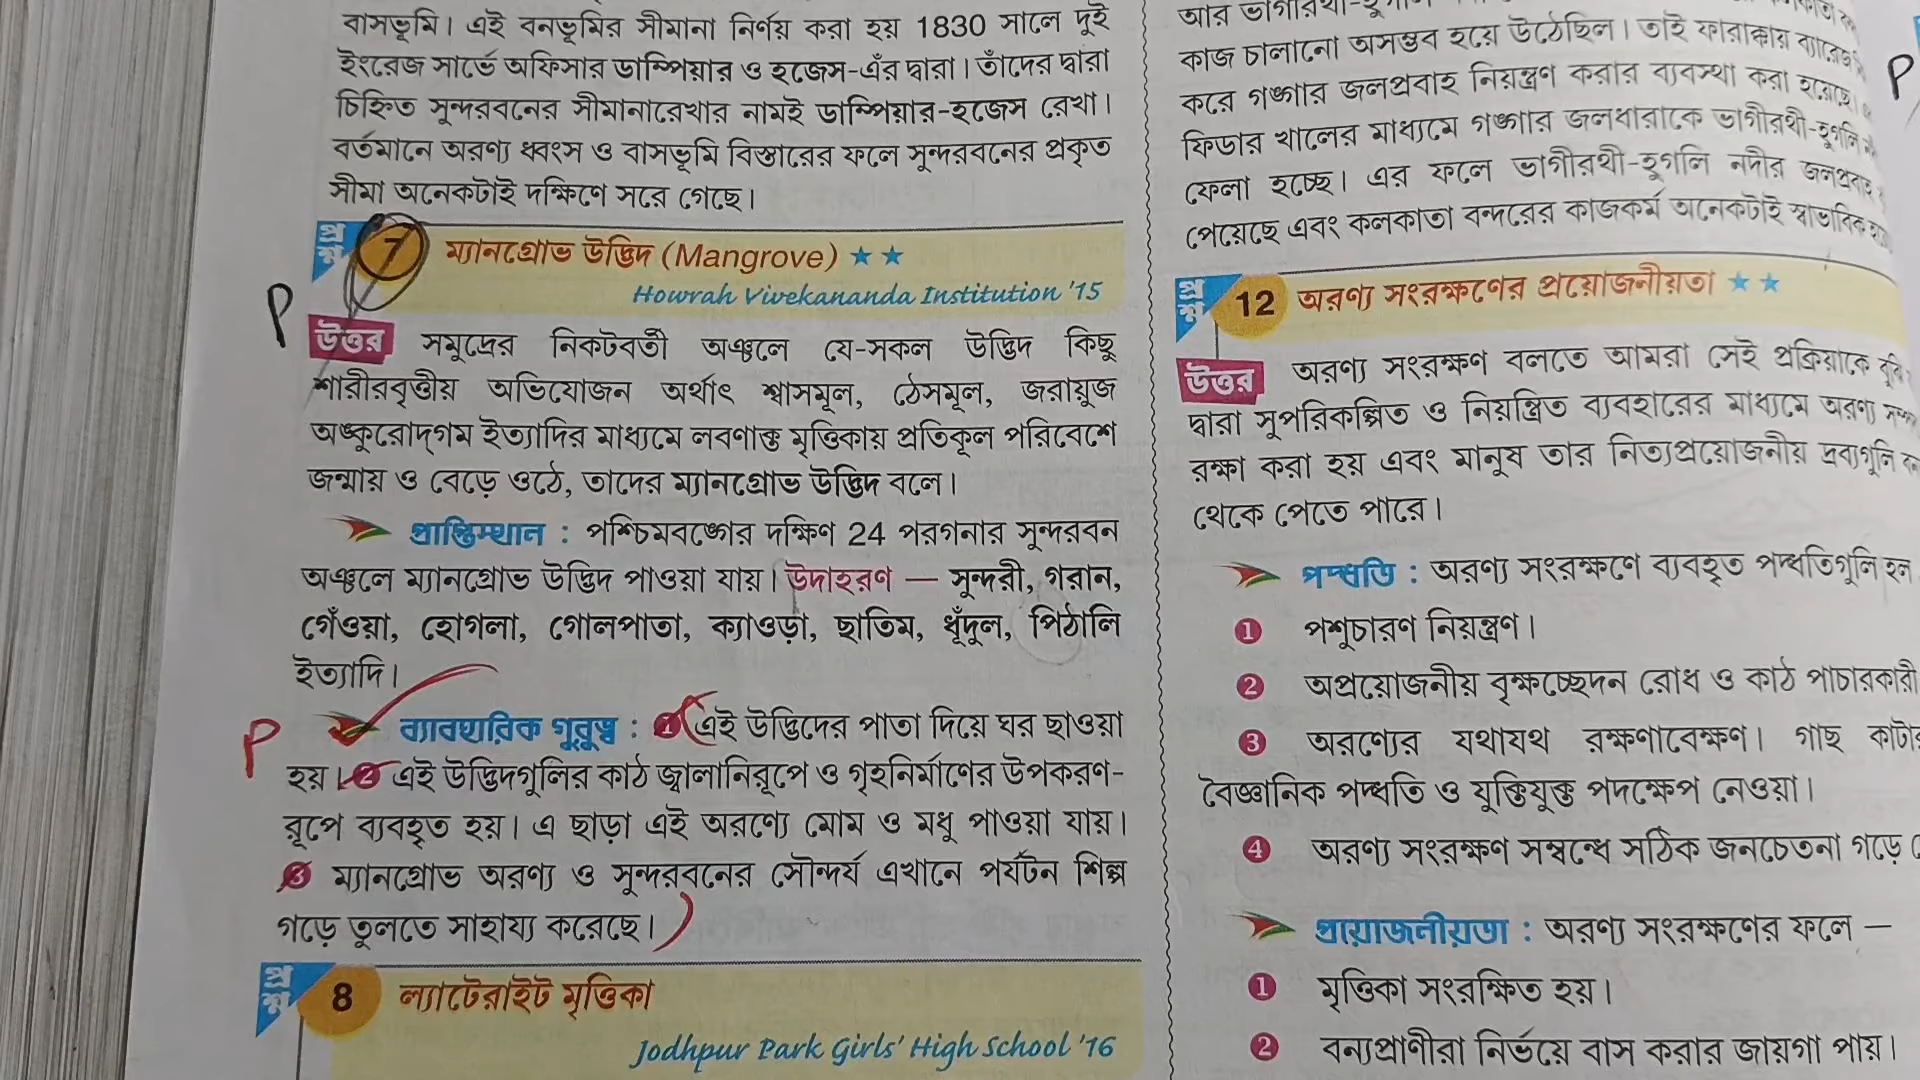 বাসভূমি। এই বনভূমির সীমানা নির্ণয় করা হয় 1830 সালে দুই
ইংরেজ সার্ভে অফিসার ডাম্পিয়ার ও হজেস-এঁর দ্বারা। তাঁদের দ্বারা
চিহ্নিত সুন্দরবনের সীমানারেখার নামই ডাম্পিয়ার-হজেস রেখা।
বর্তমানে অরণ্য ধ্বংস ও বাসভূমি বিস্তারের ফলে সুন্দরবনের প্রকৃত
সীমা অনেকটাই দক্ষিণে সরে গেছে।
প্রশ্ন 7 ম্যানগ্রোভ উদ্ভিদ (Mangrove) ★★
Howrah Vivekananda Institution '15
P
উত্তর সমুদ্রের নিকটবর্তী অঞ্চলে যে-সকল উদ্ভিদ কিছু
শারীরবৃত্তীয় অভিযোজন অর্থাৎ শ্বাসমূল, ঠেসমূল, জরায়ুজ
অঙ্কুরোদ্‌গম ইত্যাদির মাধ্যমে লবণাক্ত মৃত্তিকায় প্রতিকূল পরিবেশে
জন্মায় ও বেড়ে ওঠে, তাদের ম্যানগ্রোভ উদ্ভিদ বলে।
প্রাপ্তিস্থান : পশ্চিমবঙ্গের দক্ষিণ 24 পরগনার সুন্দরবন
অঞ্চলে ম্যানগ্রোভ উদ্ভিদ পাওয়া যায়। উদাহরণ — সুন্দরী, গরান,
গেঁওয়া, হোগলা, গোলপাতা, ক্যাওড়া, ছাতিম, ধূঁদুল, পিঠালি
ইত্যাদি।
P
ব্যাবহারিক গুরুত্ব : 1 এই উদ্ভিদের পাতা দিয়ে ঘর ছাওয়া
হয়। 2 এই উদ্ভিদগুলির কাঠ জ্বালানিরূপে ও গৃহনির্মাণের উপকরণ-
রূপে ব্যবহৃত হয়। এ ছাড়া এই অরণ্যে মোম ও মধু পাওয়া যায়।
3 ম্যানগ্রোভ অরণ্য ও সুন্দরবনের সৌন্দর্য এখানে পর্যটন শিল্প
গড়ে তুলতে সাহায্য করেছে।
প্রশ্ন 8 ল্যাটেরাইট মৃত্তিকা
Jodhpur Park Girls' High School '16
কাজ চালানো অসম্ভব হয়ে উঠেছিল। তাই ফারাক্কায় ব্যারেজ
করে গঙ্গার জলপ্রবাহ নিয়ন্ত্রণ করার ব্যবস্থা করা হয়েছে।
ফিডার খালের মাধ্যমে গঙ্গার জলধারাকে ভাগীরথী-হুগলি
ফেলা হচ্ছে। এর ফলে ভাগীরথী-হুগলি নদীর জলপ্রবাহ
পেয়েছে এবং কলকাতা বন্দরের কাজকর্ম অনেকটাই স্বাভাবিক
P
প্রশ্ন 12 অরণ্য সংরক্ষণের প্রয়োজনীয়তা ★★
উত্তর অরণ্য সংরক্ষণ বলতে আমরা সেই প্রক্রিয়াকে
দ্বারা সুপরিকল্পিত ও নিয়ন্ত্রিত ব্যবহারের মাধ্যমে অরণ্য
রক্ষা করা হয় এবং মানুষ তার নিত্যপ্রয়োজনীয় দ্রব্যগুলি
থেকে পেতে পারে।
পদ্ধতি : অরণ্য সংরক্ষণে ব্যবহৃত পদ্ধতিগুলি হল
1 পশুচারণ নিয়ন্ত্রণ।
2 অপ্রয়োজনীয় বৃক্ষচ্ছেদন রোধ ও কাঠ পাচারকারী
3 অরণ্যের যথাযথ রক্ষণাবেক্ষণ। গাছ কাটার
বৈজ্ঞানিক পদ্ধতি ও যুক্তিযুক্ত পদক্ষেপ নেওয়া।
4 অরণ্য সংরক্ষণ সম্বন্ধে সঠিক জনচেতনা গড়ে
প্রয়োজনীয়তা : অরণ্য সংরক্ষণের ফলে —
1 মৃত্তিকা সংরক্ষিত হয়।
2 বন্যপ্রাণীরা নির্ভয়ে বাস করার জায়গা পায়।